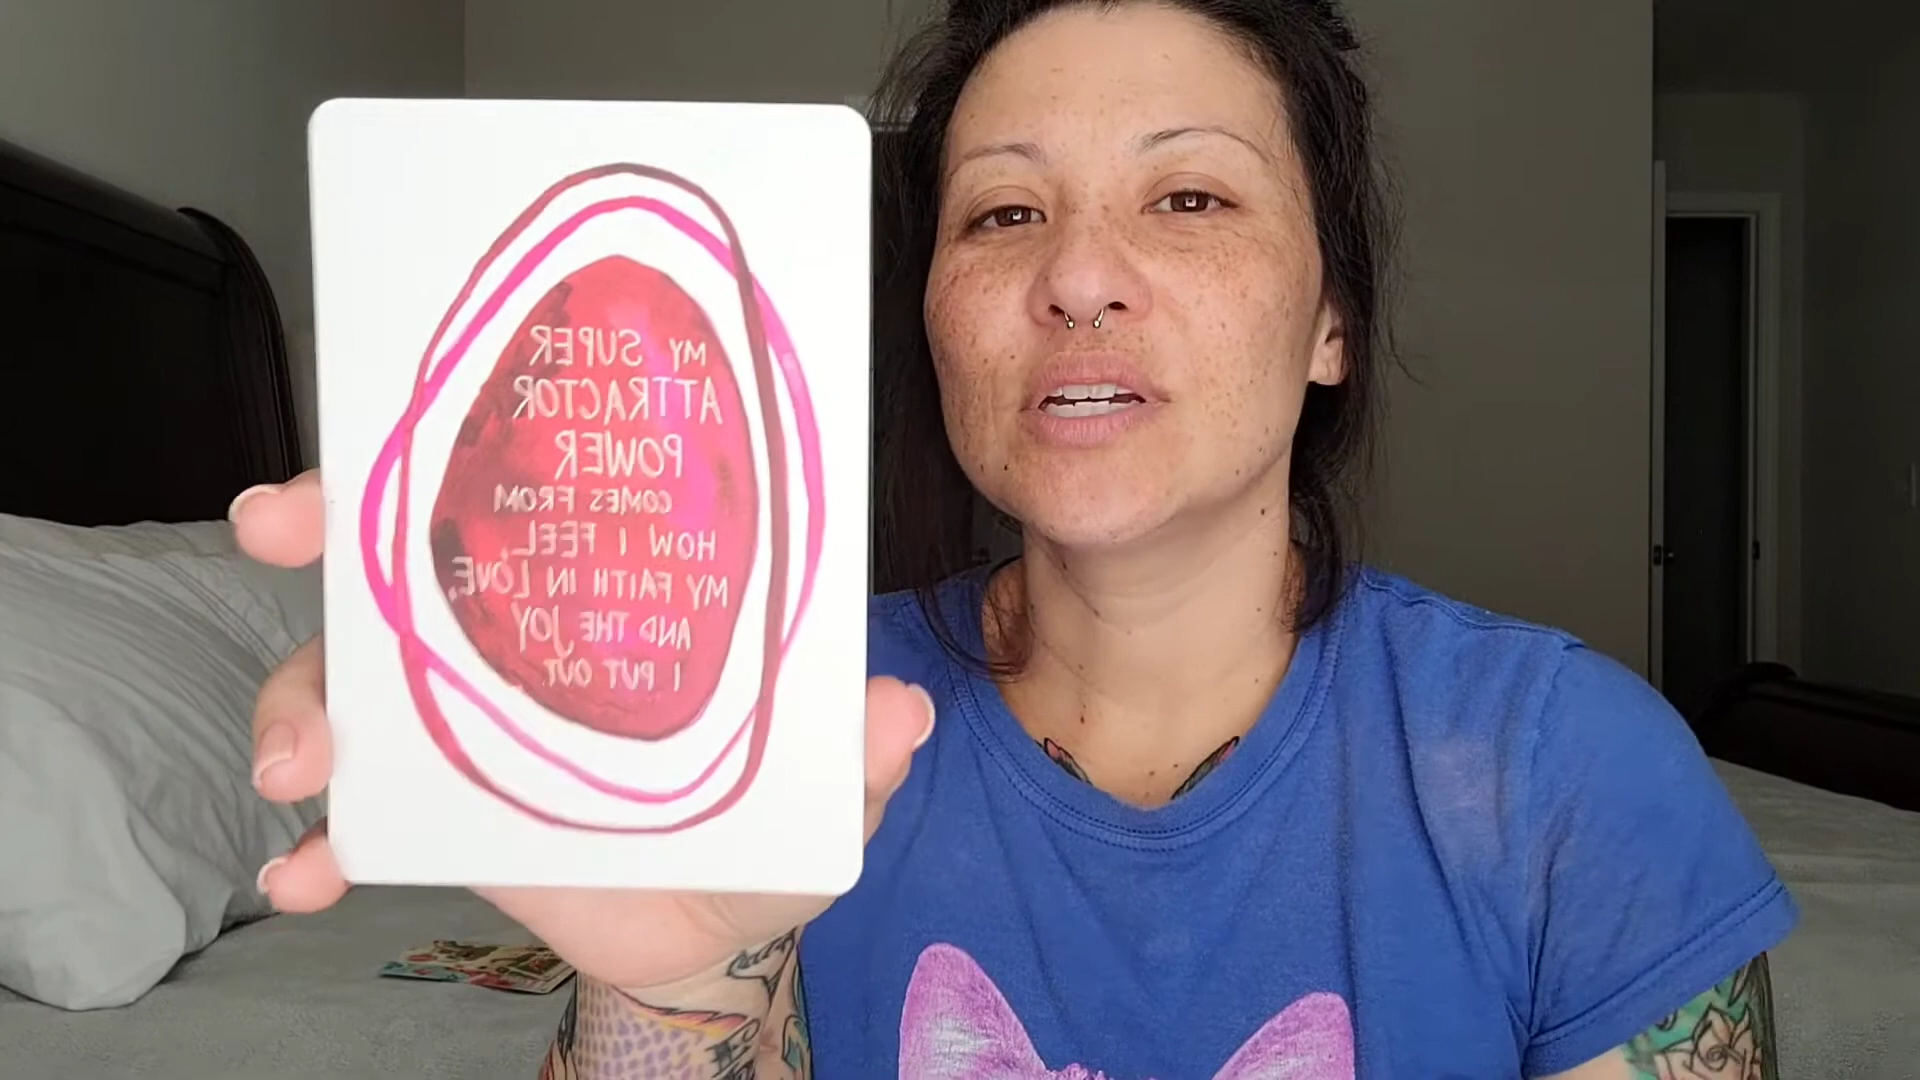 MY SUPER
ATTRACTOR
POWER
COMES FROM
HOW I FEEL,
MY FAITH IN LOVE,
AND THE JOY
I PUT OUT.